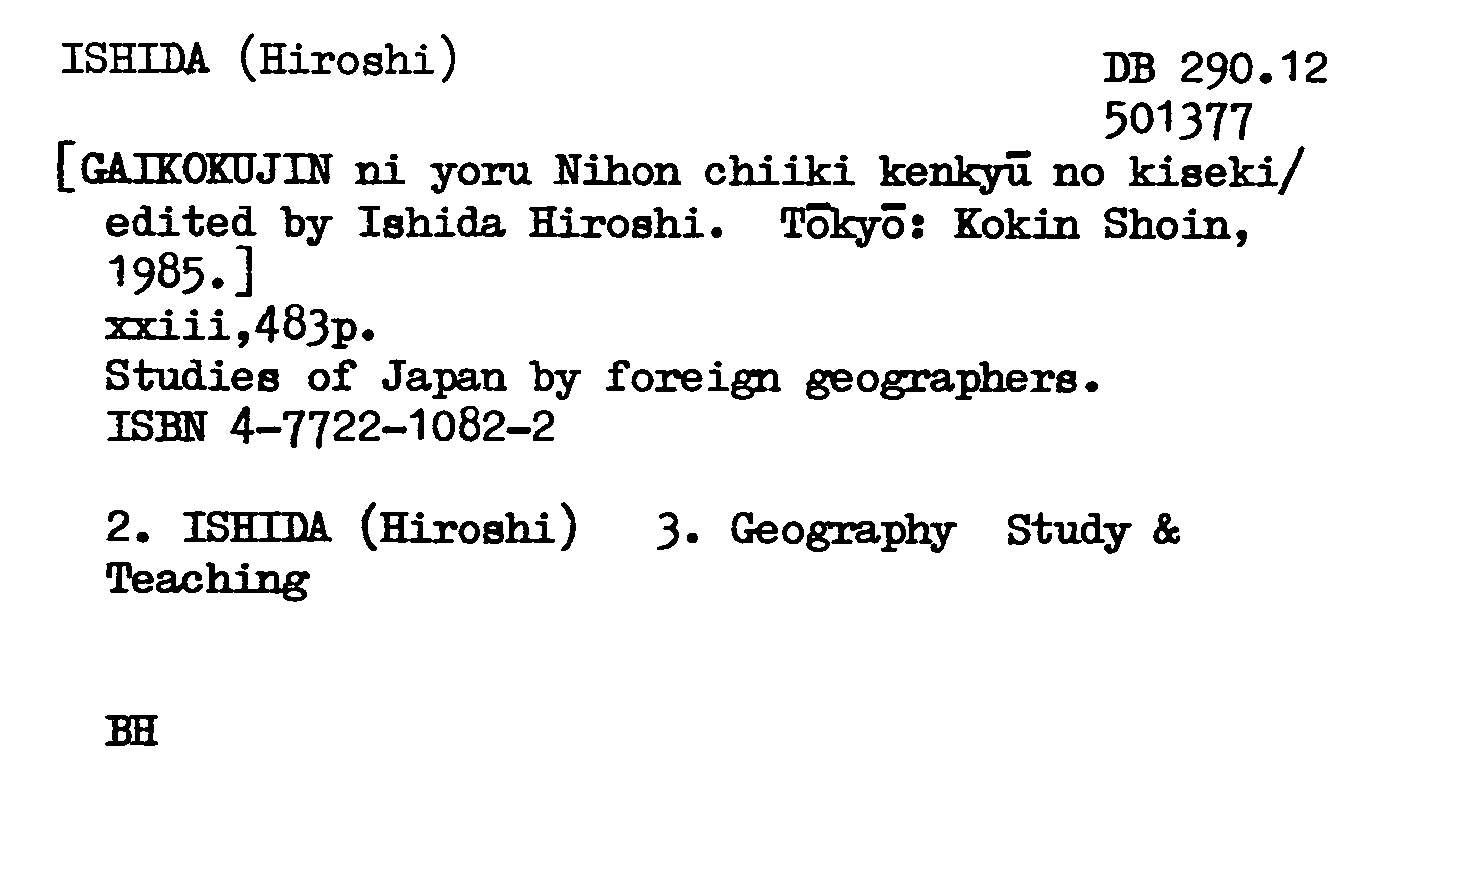 ISHIDA (Hiroshi)
DB 290.12
501377
[GAIKOKUJIN ni yoru Nihon chiiki kenkyū no kiseki/
edited by Ishida Hiroshi. Tōkyō: Kokin Shoin,
1985.]
xxiii,483p.
Studies of Japan by foreign geographers.
ISBN 4-7722-1082-2
2. ISHIDA (Hiroshi) 3. Geography Study &
Teaching
BH